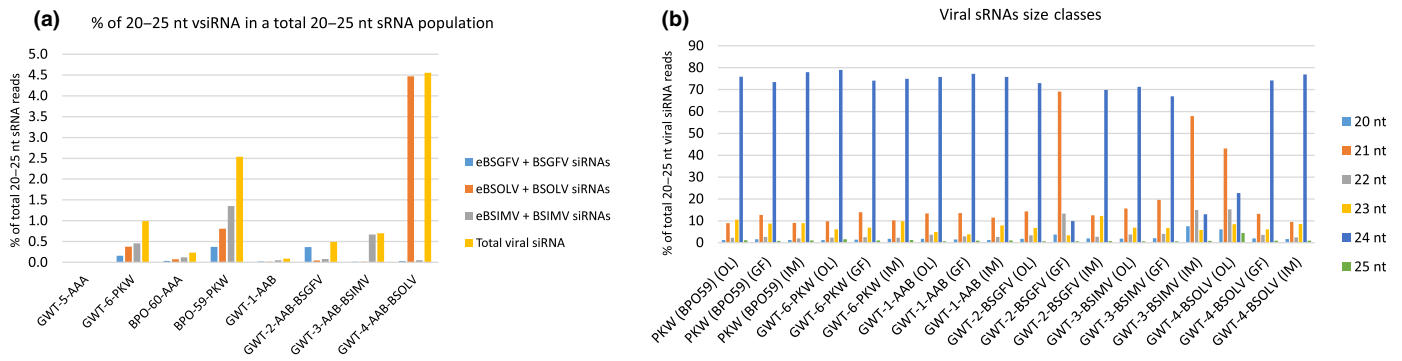 (a)
% of 20–25 nt vsiRNA in a total 20–25 nt sRNA population
% of total 20–25 nt sRNA reads
5.0
4.5
4.0
3.5
3.0
2.5
2.0
1.5
1.0
0.5
0.0
GWT-5-AAA
GWT-6-PKW
BPO-60-AAA
BPO-59-PKW
GWT-1-AAB
GWT-2-AAB-BSGFV
GWT-3-AAB-BSIMV
GWT-4-AAB-BSOLV
eBSGFV + BSGFV siRNAs
eBSOLV + BSOLV siRNAs
eBSIMV + BSIMV siRNAs
Total viral siRNA
(b)
Viral sRNAs size classes
% of total 20–25 nt viral siRNA reads
90
80
70
60
50
40
30
20
10
0
PKW (BPO59) (OL)
PKW (BPO59) (GF)
PKW (BPO59) (IM)
GWT-6-PKW (OL)
GWT-6-PKW (GF)
GWT-6-PKW (IM)
GWT-1-AAB (OL)
GWT-1-AAB (GF)
GWT-1-AAB (IM)
GWT-2-BSGFV (OL)
GWT-2-BSGFV (GF)
GWT-2-BSGFV (IM)
GWT-3-BSIMV (OL)
GWT-3-BSIMV (GF)
GWT-3-BSIMV (IM)
GWT-4-BSOLV (OL)
GWT-4-BSOLV (GF)
GWT-4-BSOLV (IM)
20 nt
21 nt
22 nt
23 nt
24 nt
25 nt